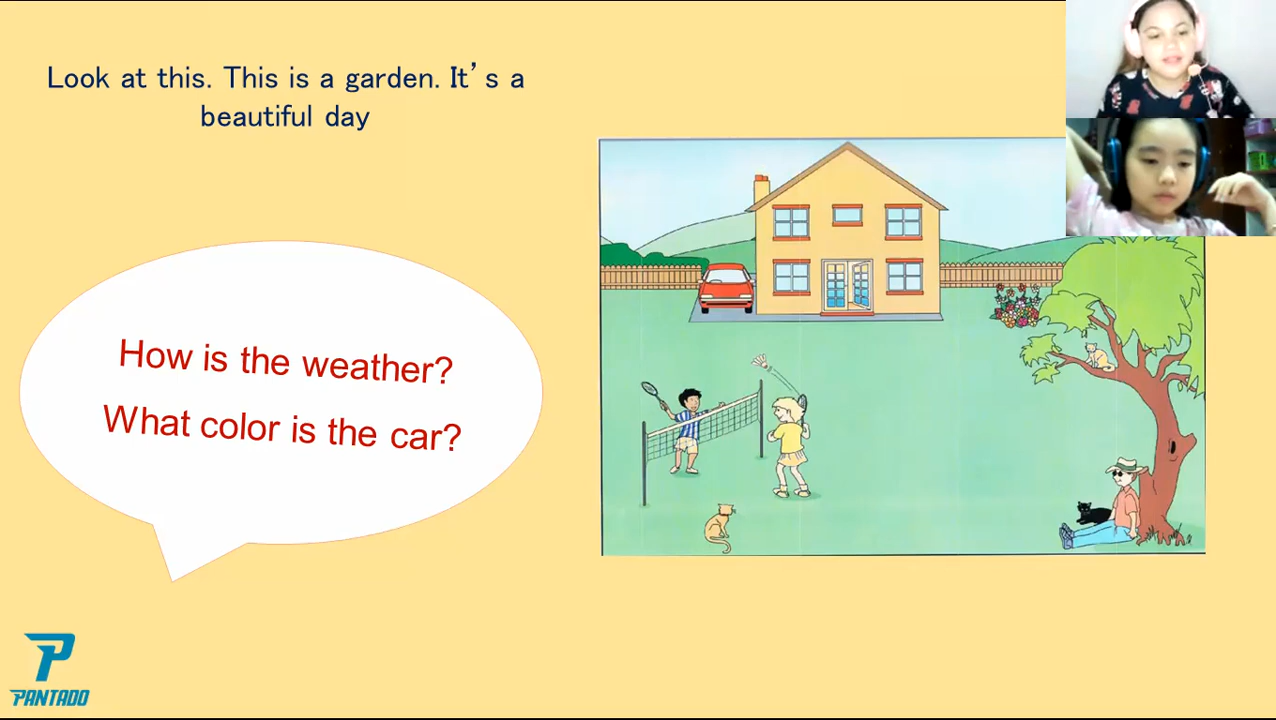 Look at this. This is a garden. It’s a
beautiful day
How is the weather?
What color is the car?
PANTADO